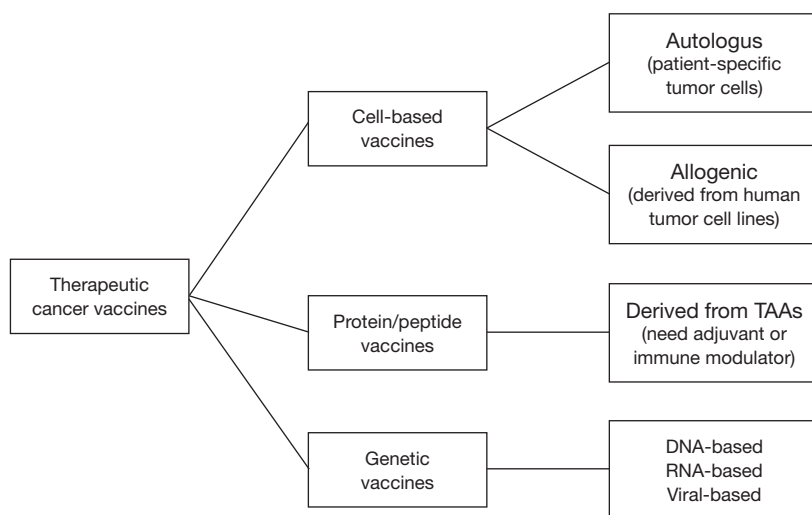 Therapeutic
cancer vaccines
Cell-based
vaccines
Autologus
(patient-specific
tumor cells)
Allogenic
(derived from human
tumor cell lines)
Protein/peptide
vaccines
Derived from TAAs
(need adjuvant or
immune modulator)
Genetic
vaccines
DNA-based
RNA-based
Viral-based